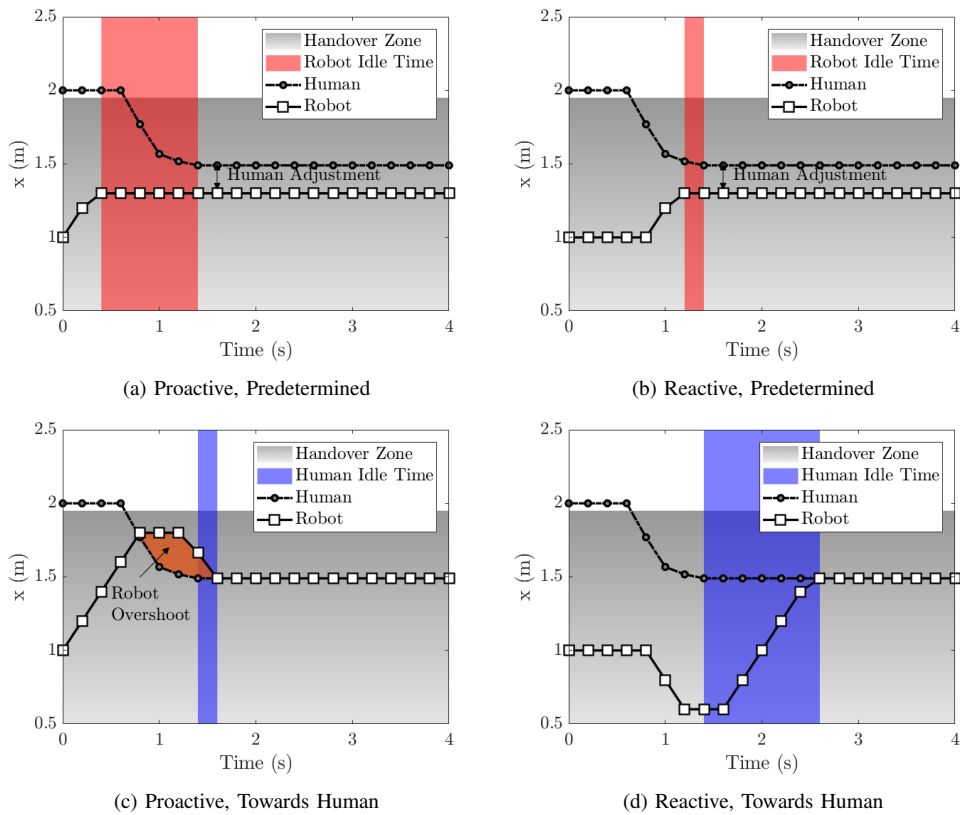 2.5
2
1.5
1
0.5
x (m)
Handover Zone
Robot Idle Time
Human
Robot
Human Adjustment
0 1 2 3 4
Time (s)
(a) Proactive, Predetermined
2.5
2
1.5
1
0.5
x (m)
Handover Zone
Robot Idle Time
Human
Robot
Human Adjustment
0 1 2 3 4
Time (s)
(b) Reactive, Predetermined
2.5
2
1.5
1
0.5
x (m)
Handover Zone
Human Idle Time
Human
Robot
Robot
Overshoot
0 1 2 3 4
Time (s)
(c) Proactive, Towards Human
2.5
2
1.5
1
0.5
x (m)
Handover Zone
Human Idle Time
Human
Robot
0 1 2 3 4
Time (s)
(d) Reactive, Towards Human